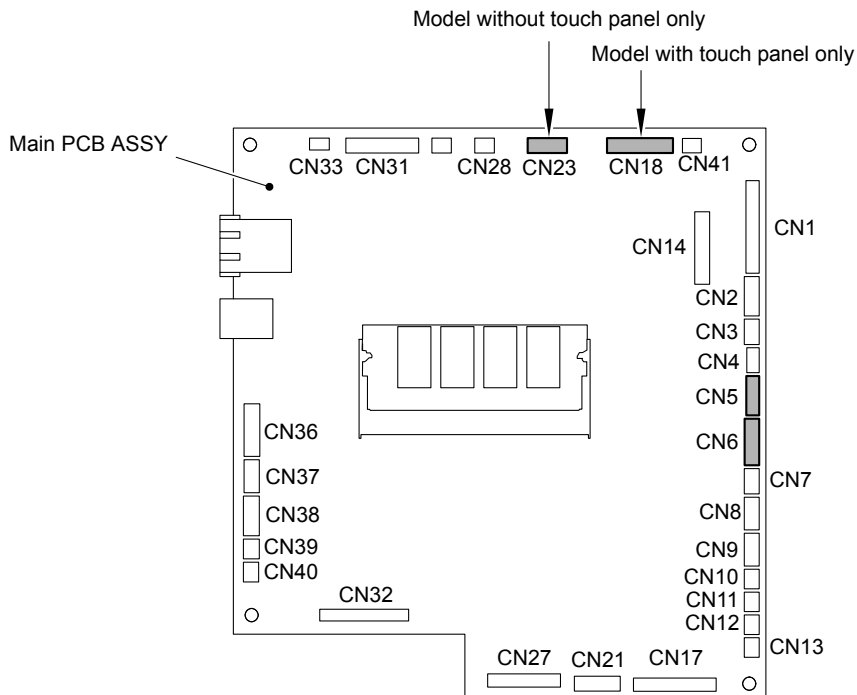 Model without touch panel only
Model with touch panel only
Main PCB ASSY
CN33
CN31
CN28
CN23
CN18
CN41
CN1
CN14
CN2
CN3
CN4
CN5
CN6
CN7
CN8
CN9
CN10
CN11
CN12
CN13
CN36
CN37
CN38
CN39
CN40
CN32
CN27
CN21
CN17